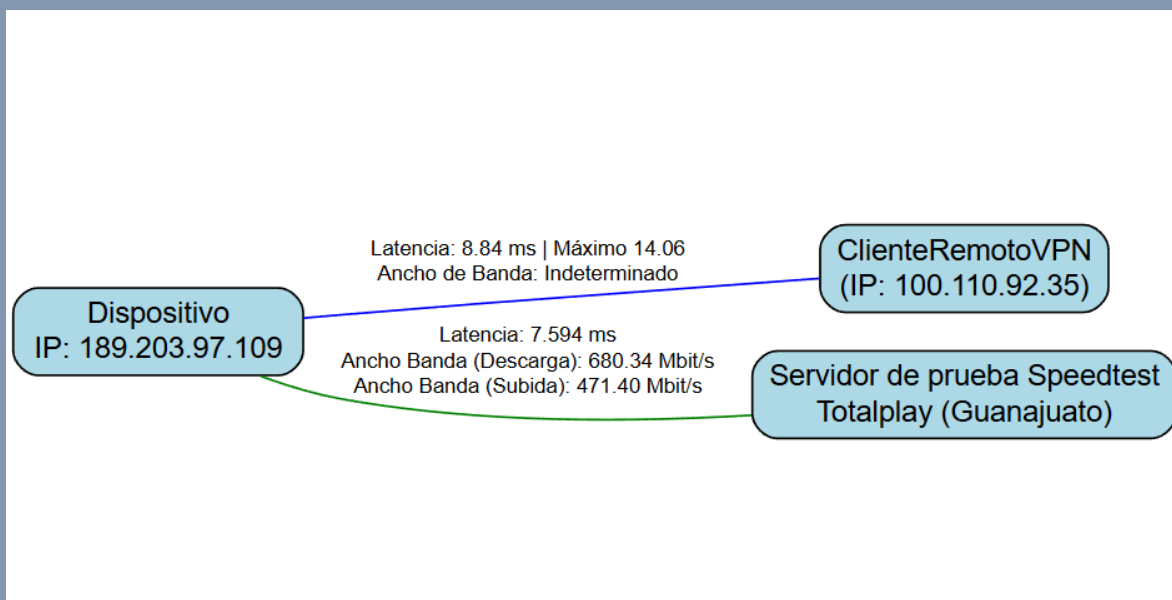 Latencia: 8.84 ms | Máximo 14.06
Ancho de Banda: Indeterminado
ClienteRemotoVPN
(IP: 100.110.92.35)
Dispositivo
IP: 189.203.97.109
Latencia: 7.594 ms
Ancho Banda (Descarga): 680.34 Mbit/s
Ancho Banda (Subida): 471.40 Mbit/s
Servidor de prueba Speedtest
Totalplay (Guanajuato)